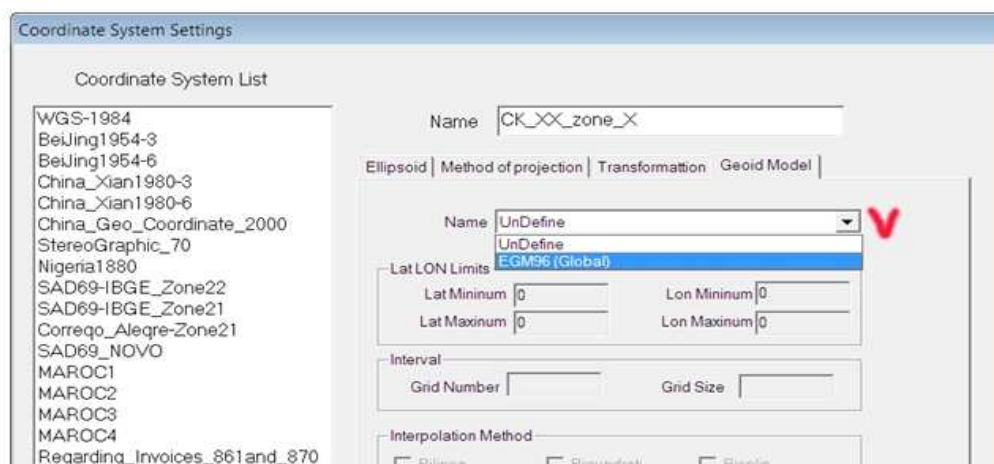 Coordinate System Settings
Coordinate System List
WGS-1984
BeiJing1954-3
BeiJing1954-6
China_Xian1980-3
China_Xian1980-6
China_Geo_Coordinate_2000
StereoGraphic_70
Nigeria1880
SAD69-IBGE_Zone22
SAD69-IBGE_Zone21
Correqo_Aleqre-Zone21
SAD69_NOVO
MAROC1
MAROC2
MAROC3
MAROC4
Regarding_Invoices_861and_870
Name CK_XX_zone_X
Ellipsoid Method of projection Transformattion Geoid Model
Name UnDefine V
UnDefine
EGM96 (Global)
Lat LON Limits
Lat Mininum 0 Lon Mininum 0
Lat Maxinum 0 Lon Maxinum 0
Interval
Grid Number Grid Size
Interpolation Method